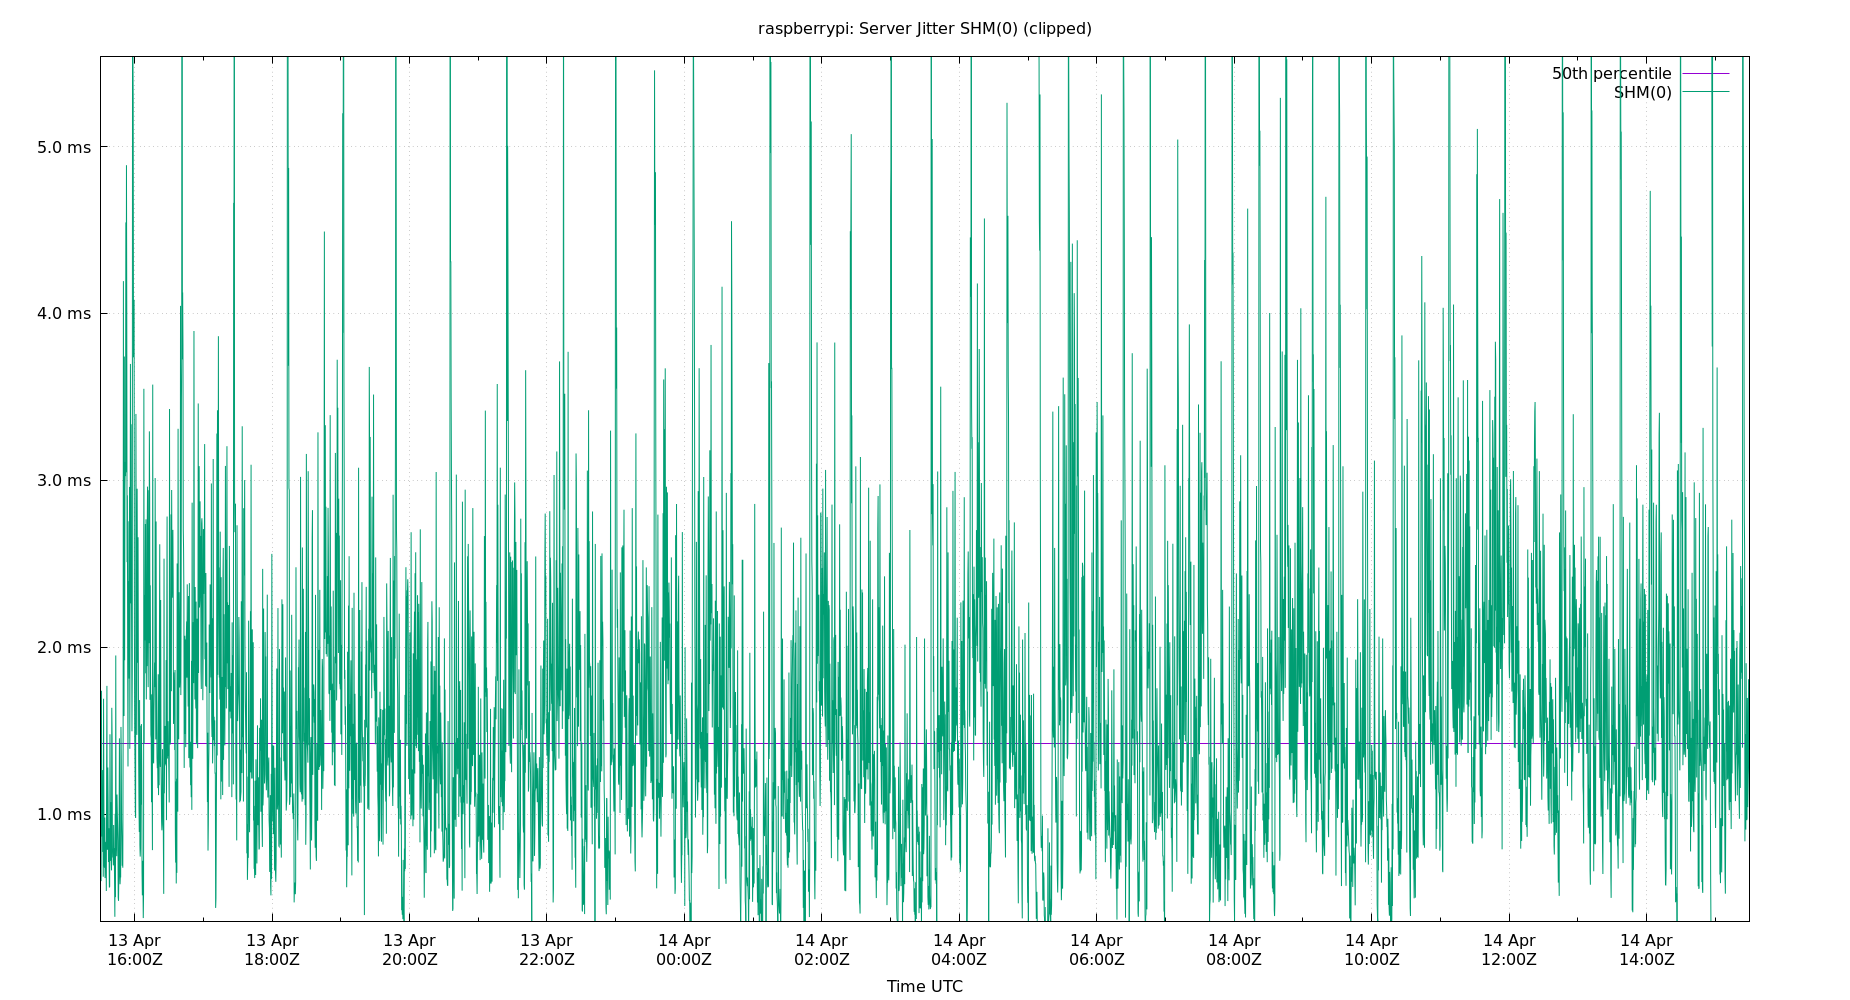 raspberrypi: Server Jitter SHM(0) (clipped)
50th percentile
SHM(0)
5.0 ms
4.0 ms
3.0 ms
2.0 ms
1.0 ms
13 Apr 13 Apr 13 Apr 13 Apr 14 Apr 14 Apr 14 Apr 14 Apr 14 Apr 14 Apr 14 Apr 14 Apr
16:00Z 18:00Z 20:00Z 22:00Z 00:00Z 02:00Z 04:00Z 06:00Z 08:00Z 10:00Z 12:00Z 14:00Z
Time UTC